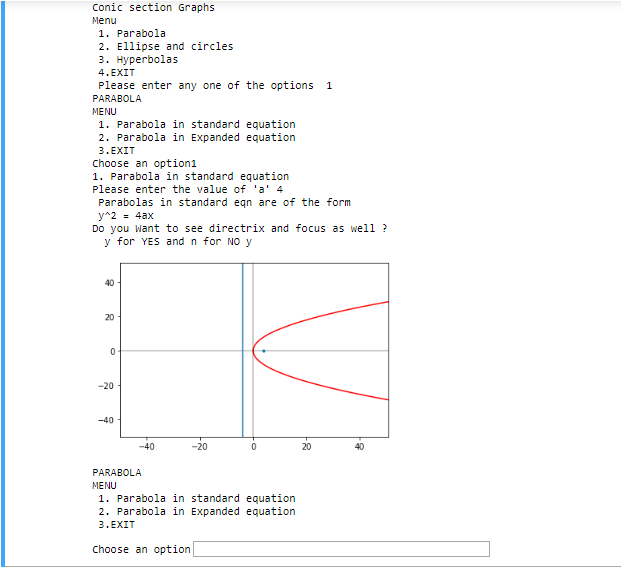 Conic section Graphs
Menu
1. Parabola
2. Ellipse and circles
3. Hyperbolas
4.EXIT
Please enter any one of the options 1
PARABOLA
MENU
1. Parabola in standard equation
2. Parabola in Expanded equation
3.EXIT
Choose an option1
1. Parabola in standard equation
Please enter the value of 'a' 4
Parabolas in standard eqn are of the form
y^2 = 4ax
Do you want to see directrix and focus as well ?
y for YES and n for NO y
40
20
0
−20
−40
−40 −20 0 20 40
PARABOLA
MENU
1. Parabola in standard equation
2. Parabola in Expanded equation
3.EXIT
Choose an option